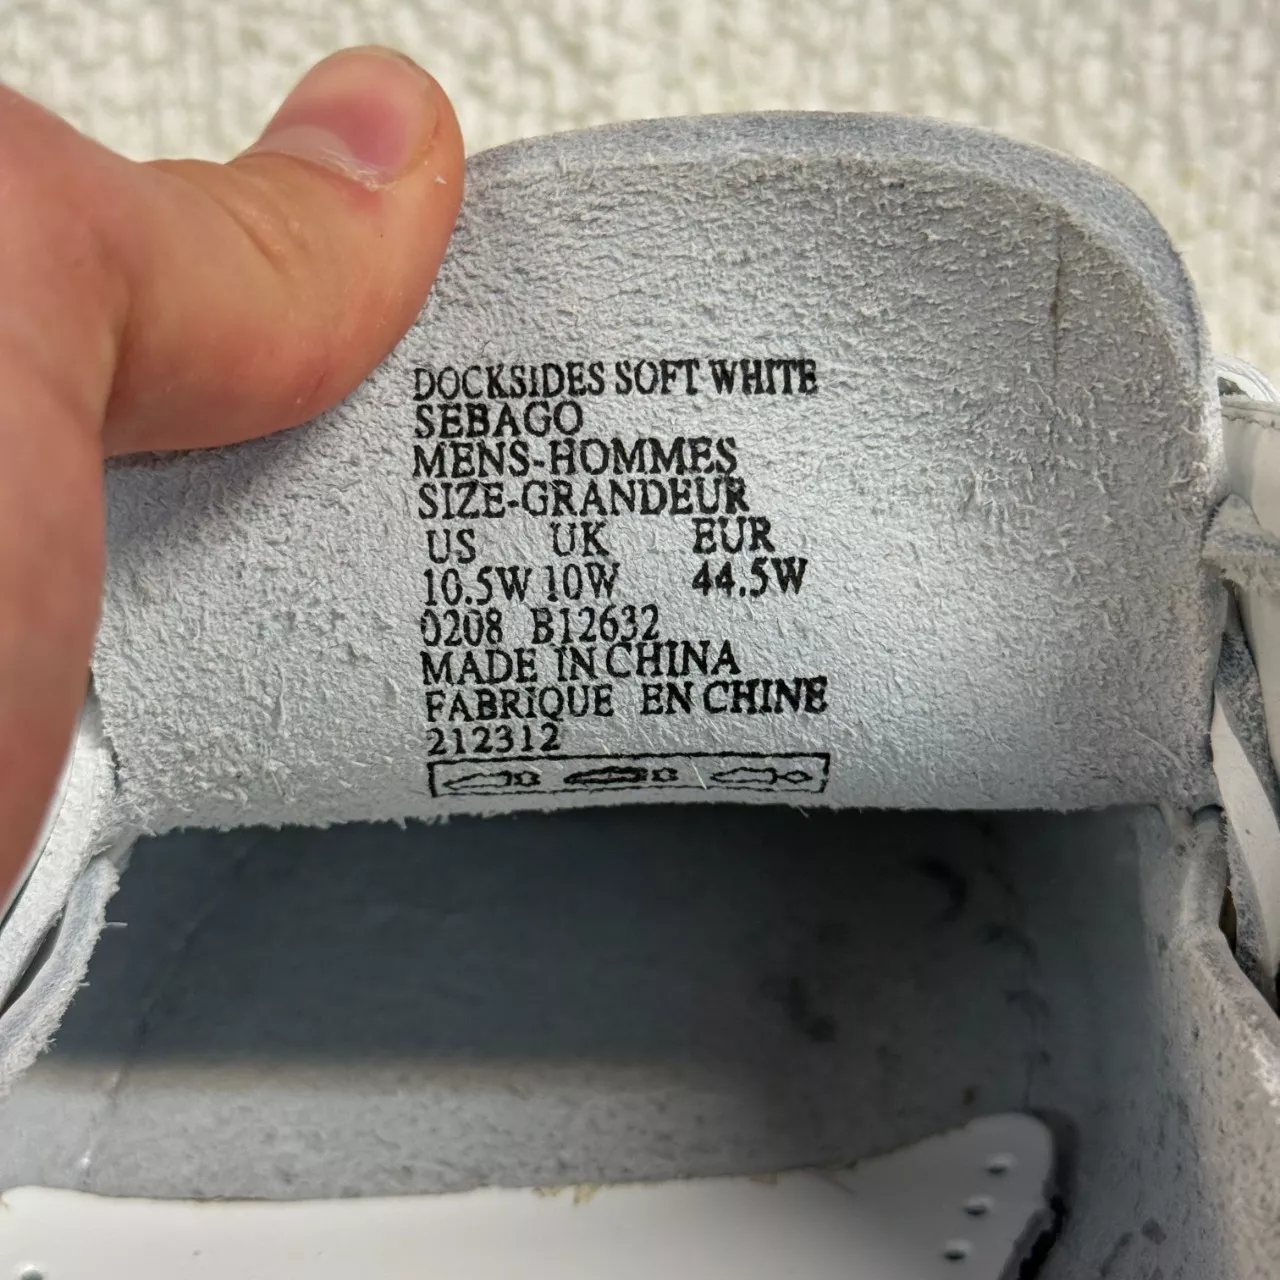 DOCKSIDES SOFT WHITE
SEBAGO
MENS-HOMMES
SIZE-GRANDEUR
US UK EUR
10.5W 10W 44.5W
0208 B12632
MADE IN CHINA
FABRIQUE EN CHINE
212312